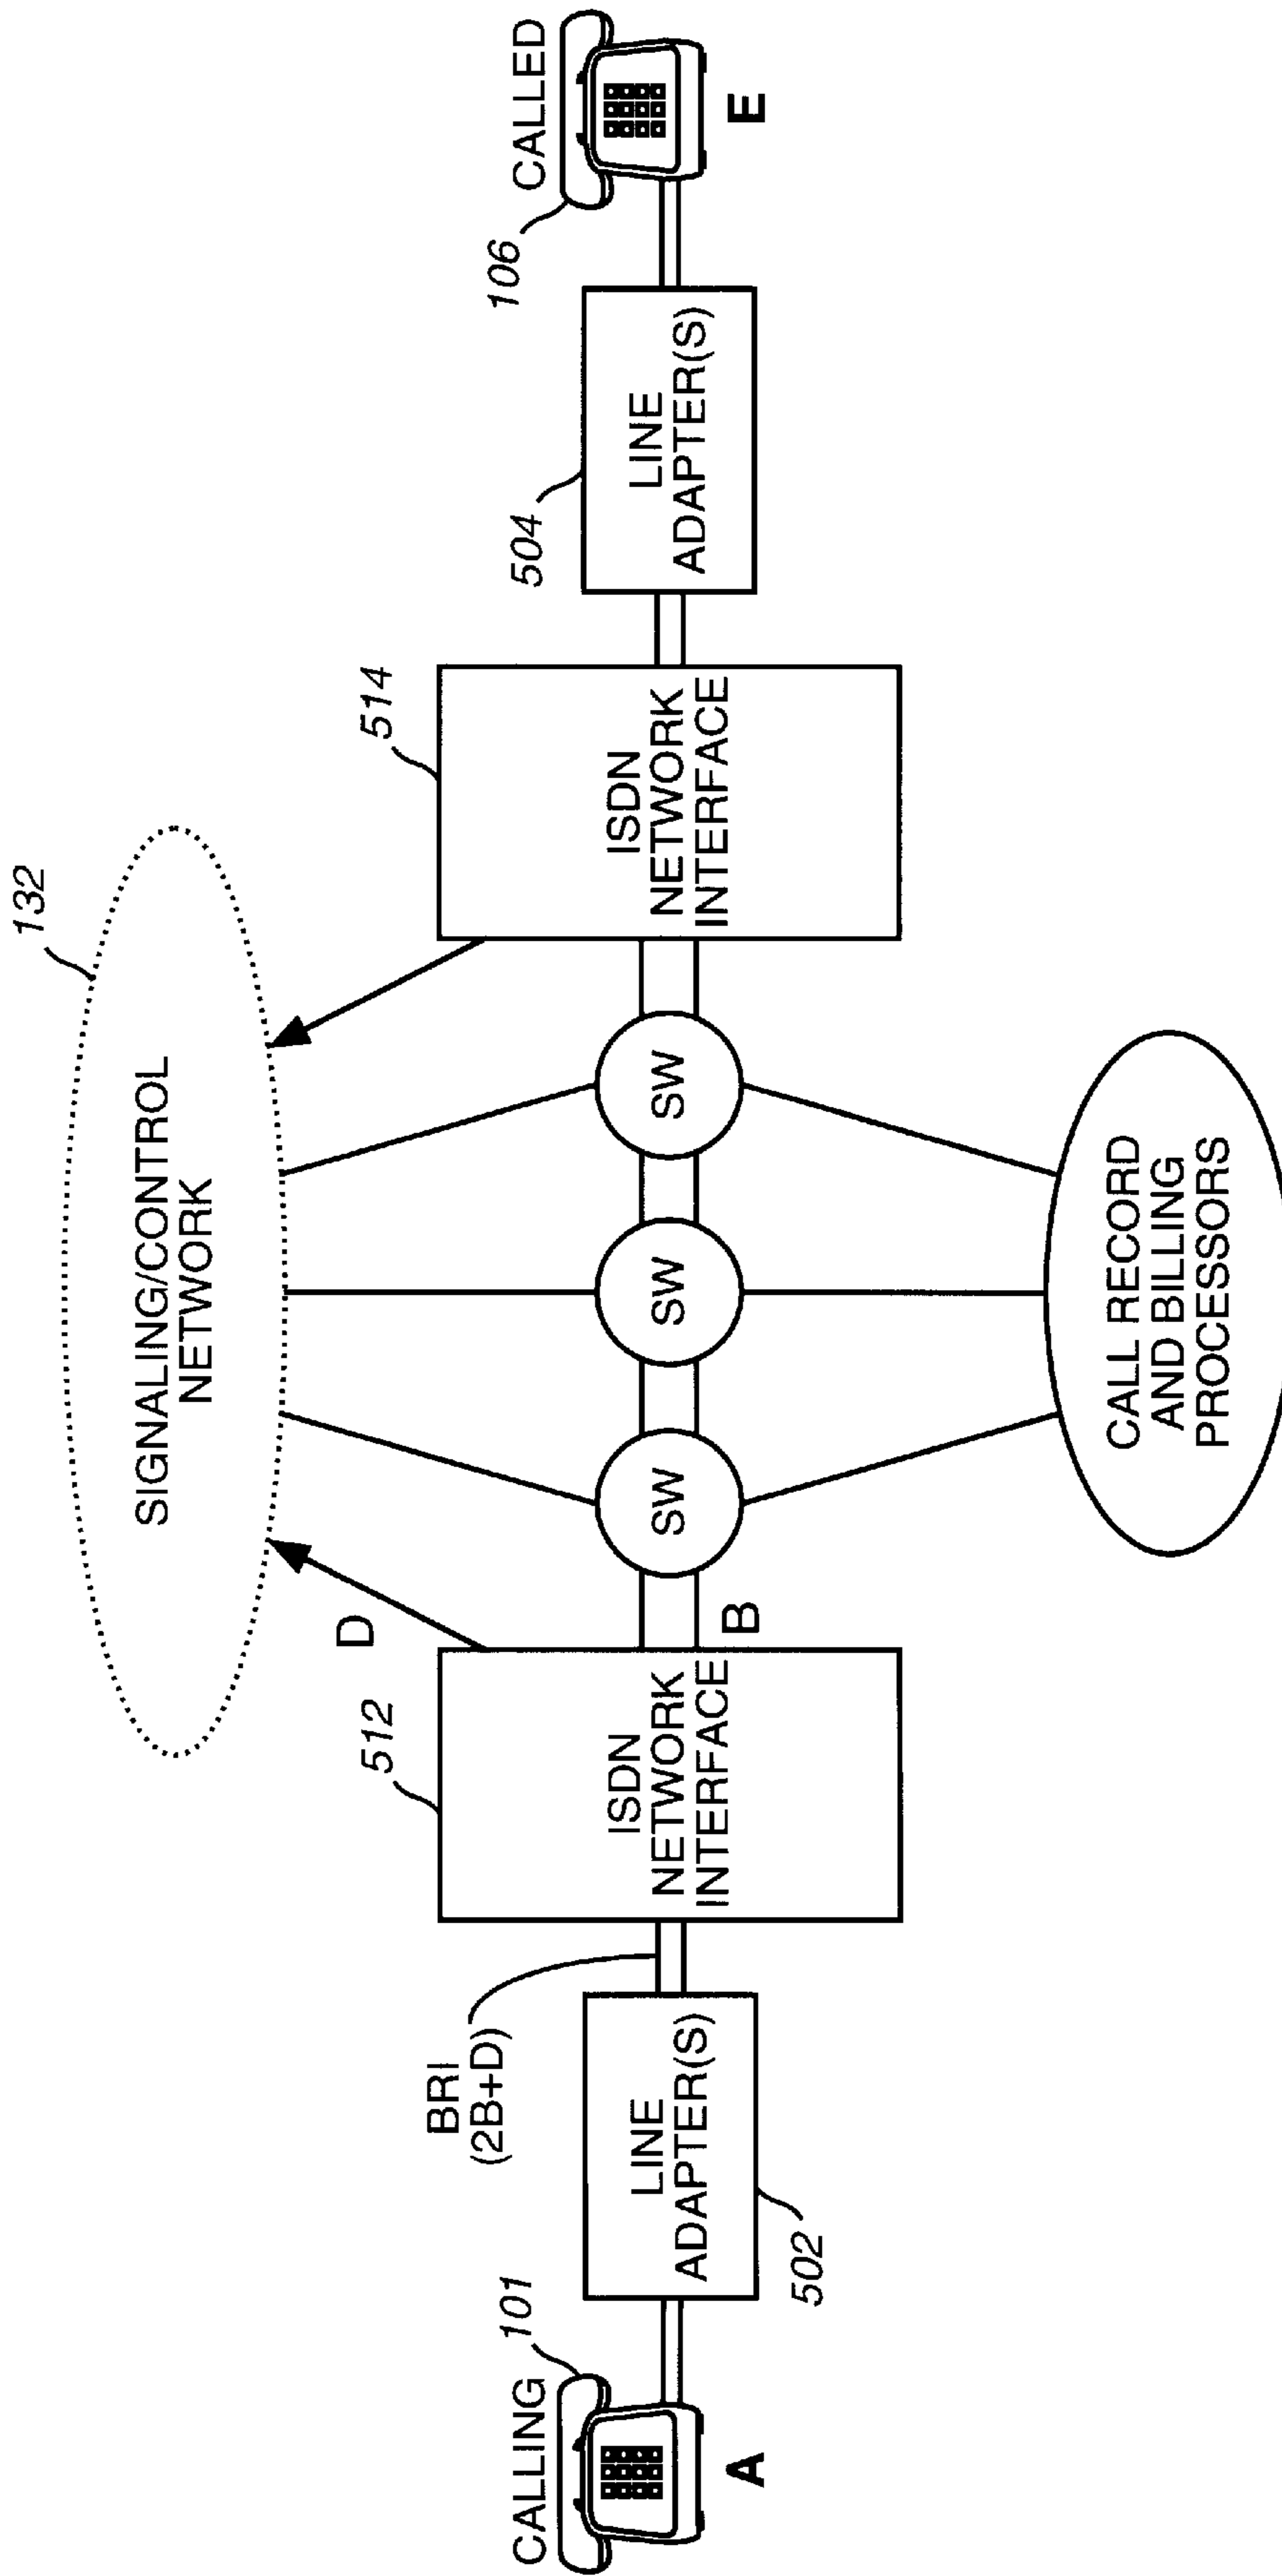 132
SIGNALING/CONTROL
NETWORK
CALLING
101
A
LINE
ADAPTER(S)
502
BRI
(2B+D)
512
ISDN
NETWORK
INTERFACE
D
B
SW
SW
SW
514
ISDN
NETWORK
INTERFACE
504
LINE
ADAPTER(S)
CALLED
106
E
CALL RECORD
AND BILLING
PROCESSORS